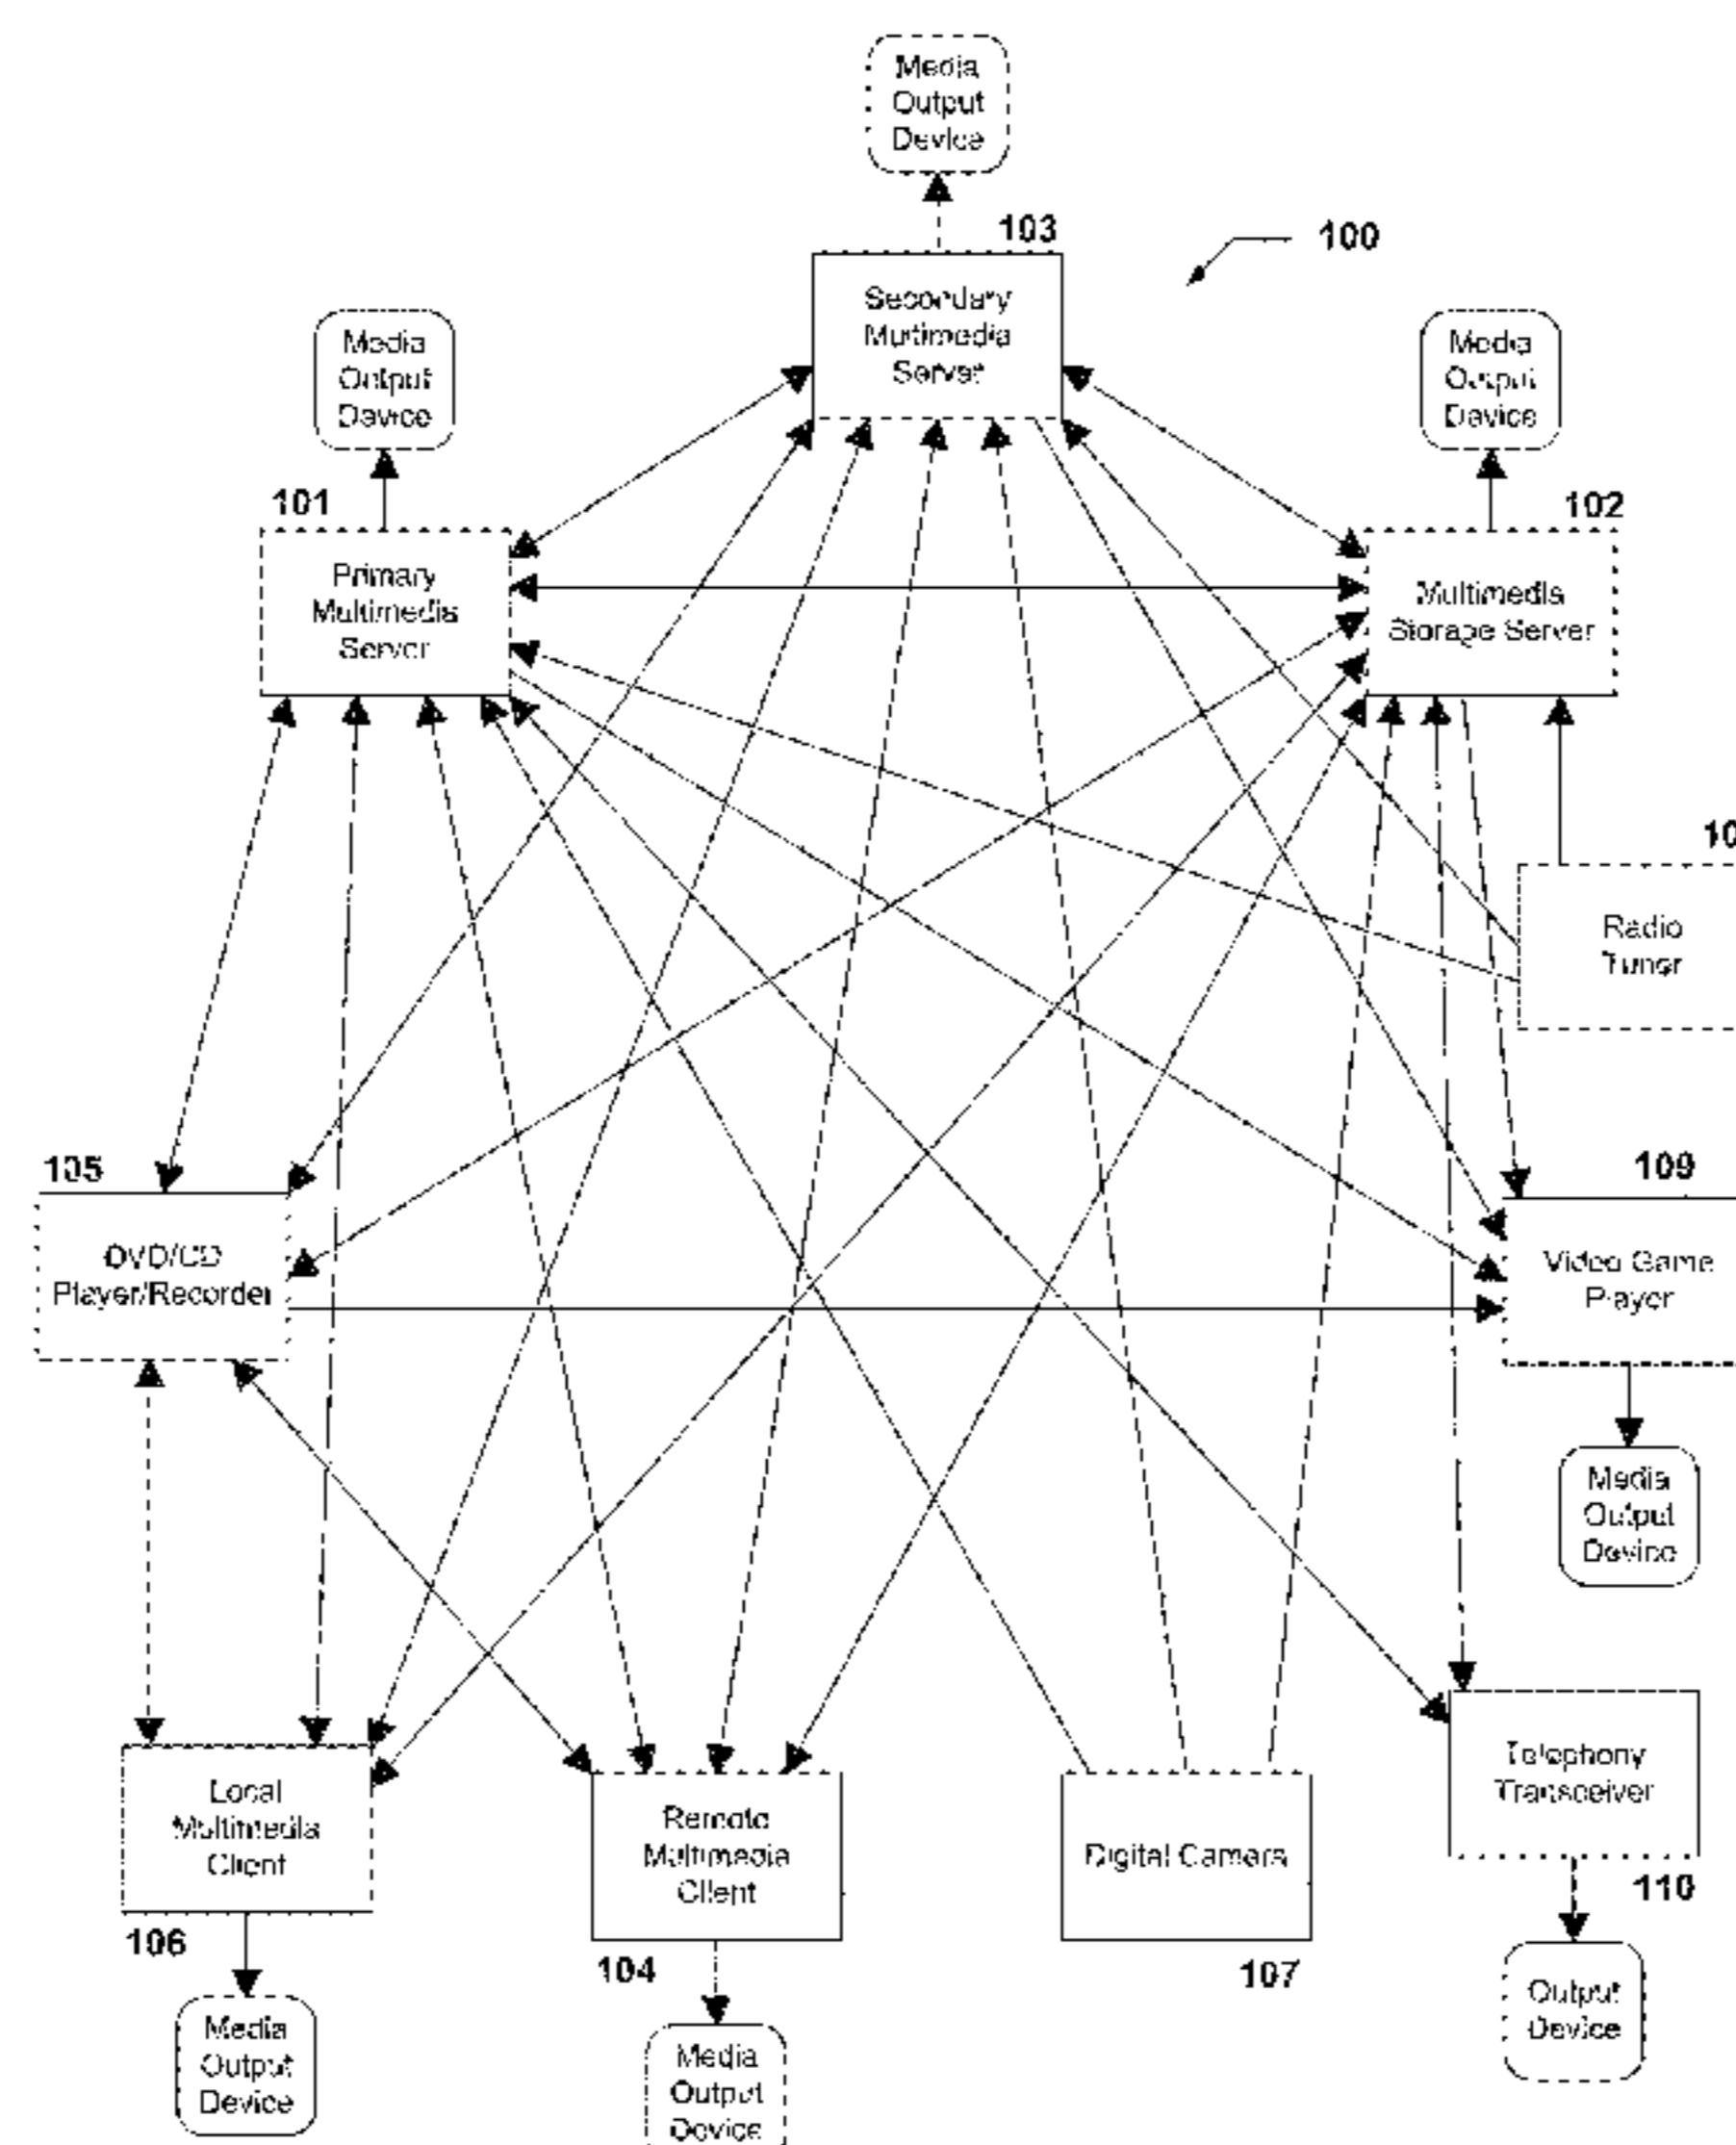 Media
Output
Device
103
100
Secondary
Multimedia
Server
Media
Output
Device
Media
Output
Device
101
102
Primary
Multimedia
Server
Multimedia
Storage Server
10
Radio
Tuner
105
109
DVD/CD
Player/Recorder
Video Game
Player
Media
Output
Device
Local
Multimedia
Client
Remote
Multimedia
Client
Digital Camera
Telephony
Transceiver
110
106
104
107
Output
Device
Media
Output
Device
Media
Output
Device